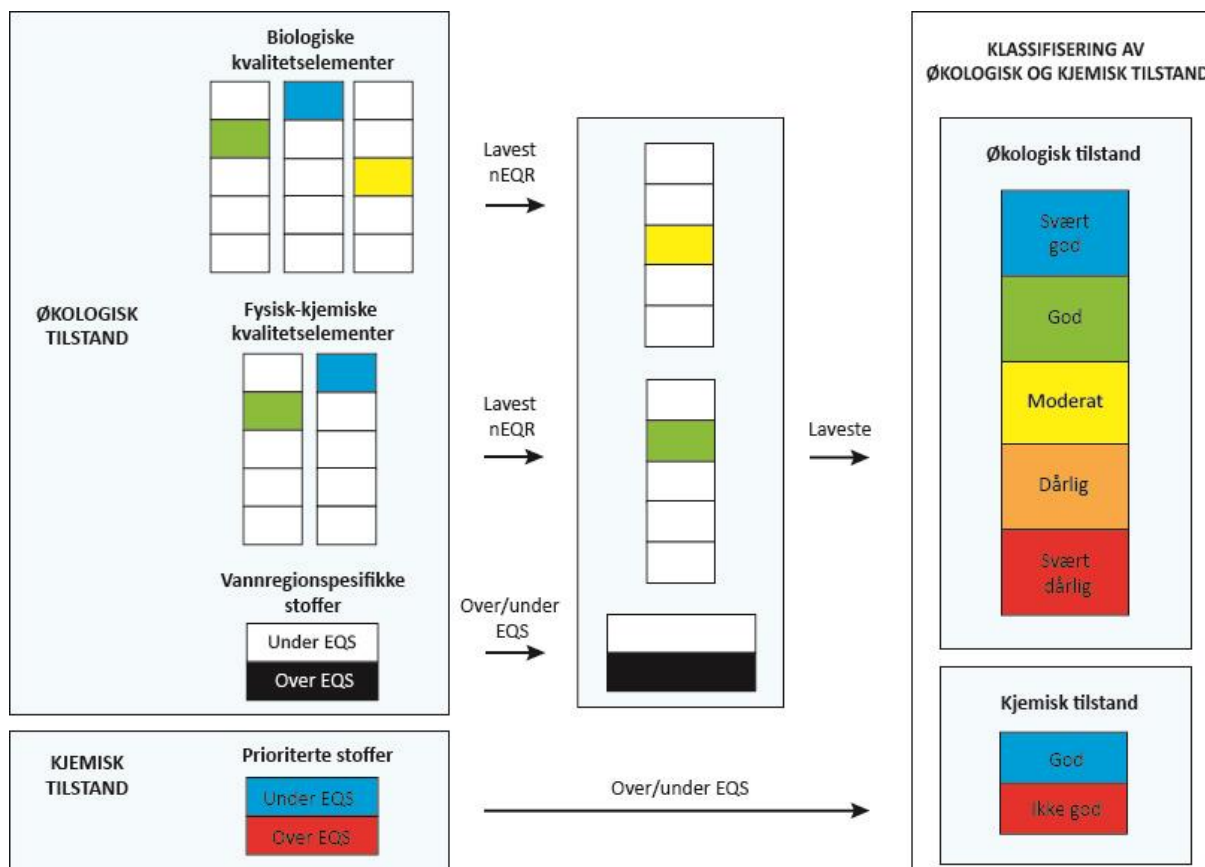 Biologiske
kvalitetselementer
Lavest
nEQR
ØKOLOGISK
TILSTAND
Fysisk-kjemiske
kvalitetselementer
Lavest
nEQR
Vannregionspesifikke
stoffer
Under EQS
Over EQS
Over/under
EQS
Laveste
KJEMISK
TILSTAND
Prioriterte stoffer
Under EQS
Over EQS
Over/under EQS
KLASSIFISERING AV
ØKOLOGISK OG KJEMISK TILSTAND
Økologisk tilstand
Svært
god
God
Moderat
Dårlig
Svært
dårlig
Kjemisk tilstand
God
Ikke god